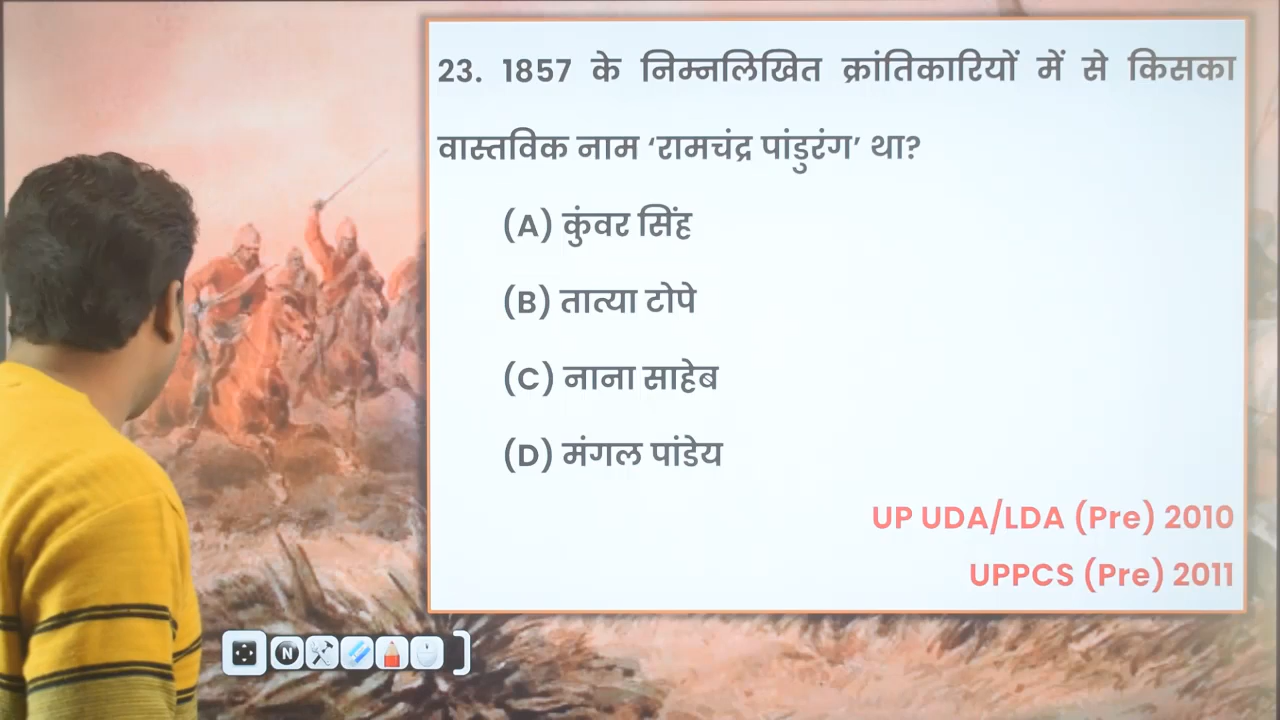 23. 1857 के निम्नलिखित क्रांतिकारियों में से किसका
वास्तविक नाम ‘रामचंद्र पांडुरंग’ था?
(A) कुंवर सिंह
(B) तात्या टोपे
(C) नाना साहेब
(D) मंगल पांडेय
UP UDA/LDA (Pre) 2010
UPPCS (Pre) 2011
N